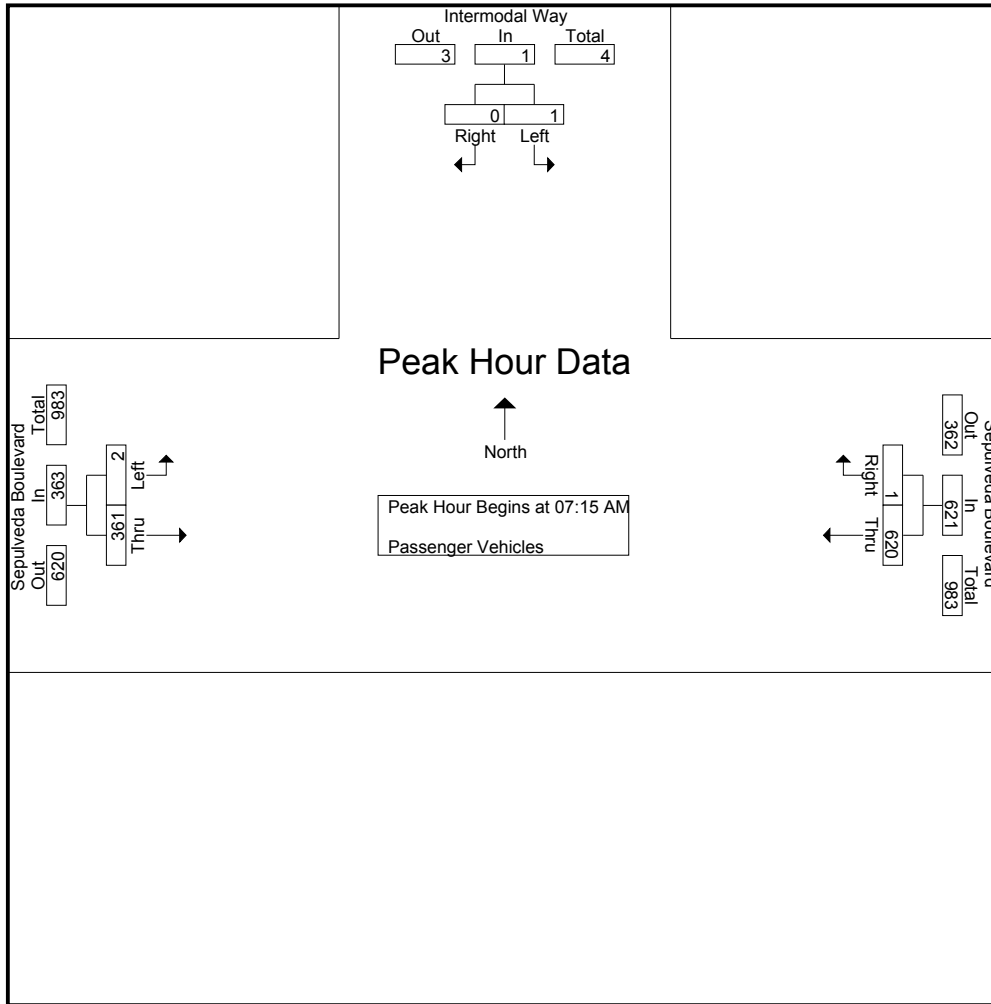 Intermodal Way
Out In Total
3 1 4
0 1
Right Left
Peak Hour Data
North
Peak Hour Begins at 07:15 AM
Passenger Vehicles
Sepulveda Boulevard
Out In Total
620 363 983
Left Thru
2 361
Sepulveda Boulevard
Out In Total
362 621 983
Right Thru
1 620